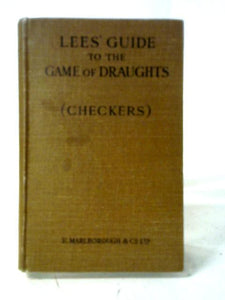 LEES' GUIDE
TO THE
GAME OF DRAUGHTS
(CHECKERS)
E. MARLBOROUGH & CO LTD